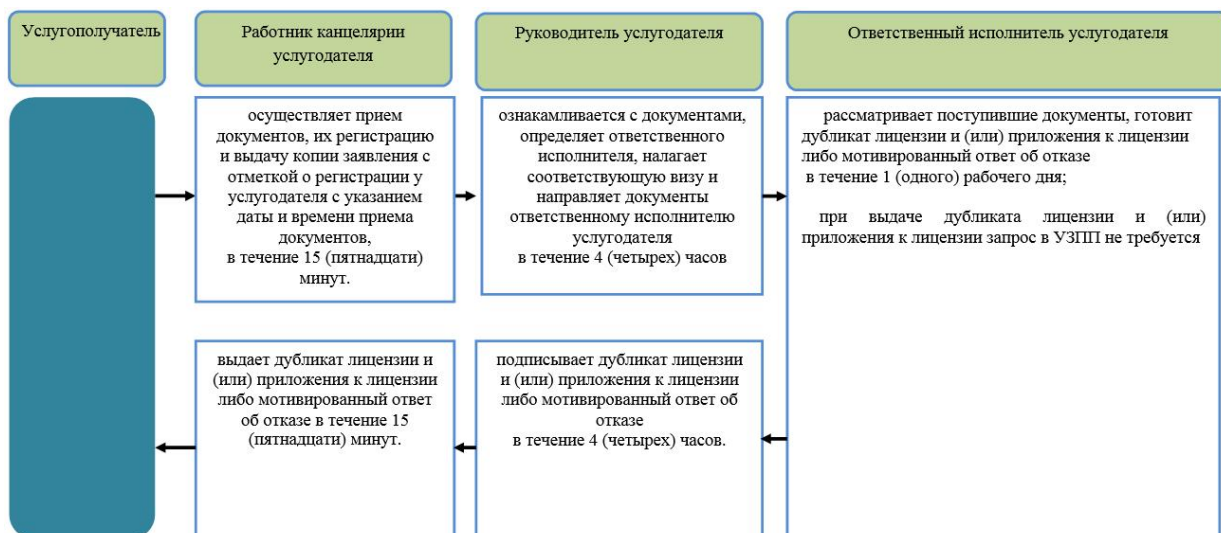 Услугополучатель
Работник канцелярии
услугодателя
Руководитель услугодателя
Ответственный исполнитель услугодателя
осуществляет прием
документов, их регистрацию
и выдачу копии заявления с
отметкой о регистрации у
услугодателя с указанием
даты и времени приема
документов,
в течение 15 (пятнадцати)
минут.
ознакамливается с документами,
определяет ответственного
исполнителя, налагает
соответствующую визу и
направляет документы
ответственному исполнителю
услугодателя
в течение 4 (четырех) часов
рассматривает поступившие документы, готовит
дубликат лицензии и (или) приложения к лицензии
либо мотивированный ответ об отказе
в течение 1 (одного) рабочего дня;
при выдаче дубликата лицензии и (или)
приложения к лицензии запрос в УЗПП не требуется
выдает дубликат лицензии и
(или) приложения к лицензии
либо мотивированный ответ
об отказе в течение 15
(пятнадцати) минут.
подписывает дубликат лицензии
и (или) приложения к лицензии
либо мотивированный ответ об
отказе
в течение 4 (четырех) часов.